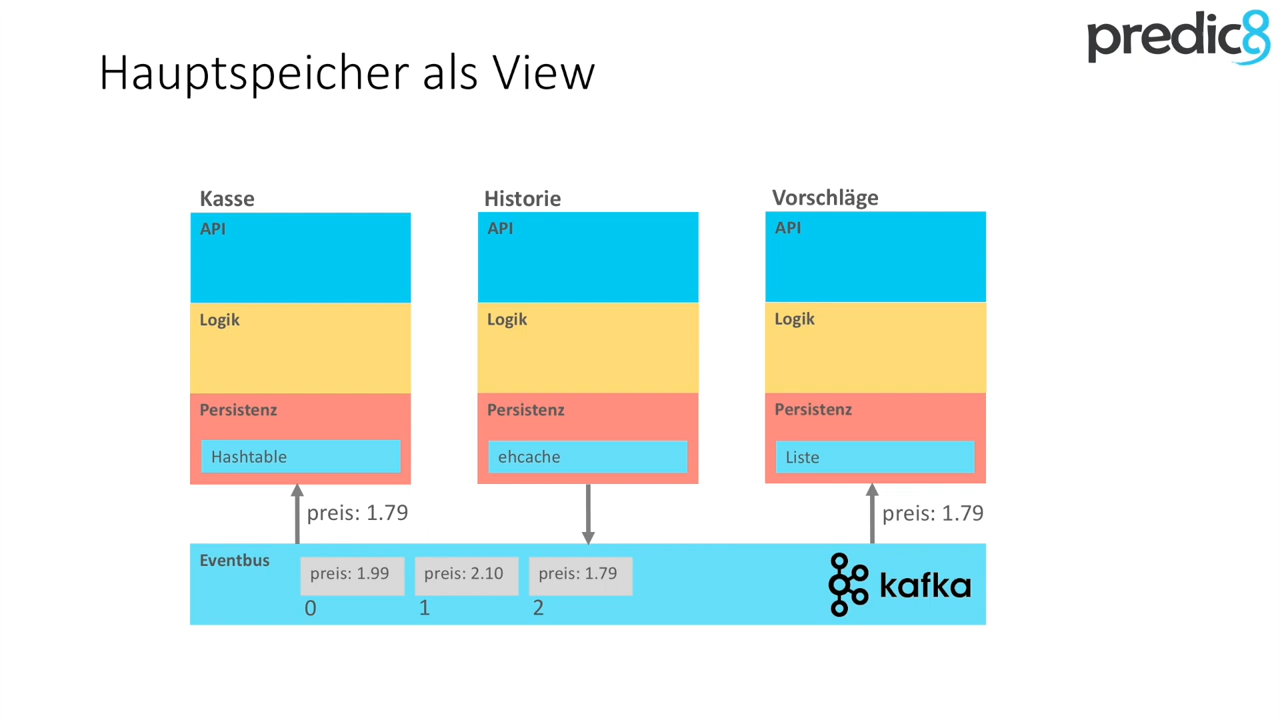 predic8
Hauptspeicher als View
Kasse
Historie
Vorschläge
API
API
API
Logik
Logik
Logik
Persistenz
Persistenz
Persistenz
Hashtable
ehcache
Liste
preis: 1.79
preis: 1.79
Eventbus
preis: 1.99
preis: 2.10
preis: 1.79
kafka
0
1
2